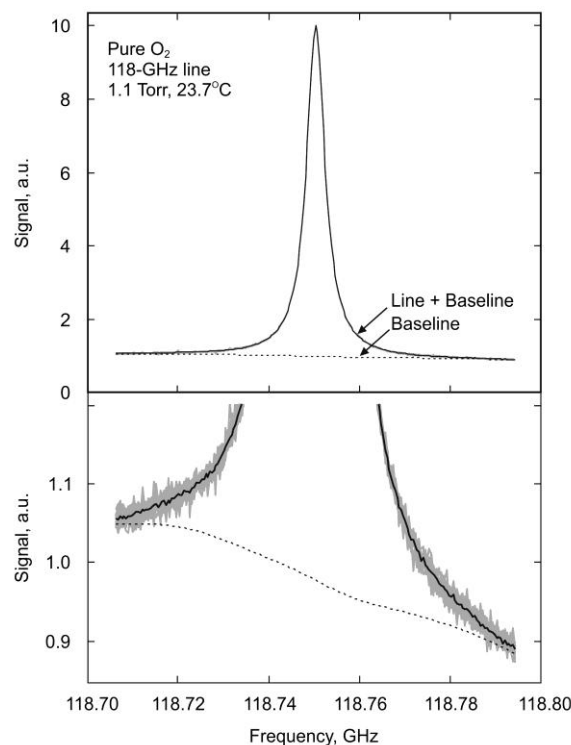 10
Pure O₂
118-GHz line
1.1 Torr, 23.7°C
8
6
Signal, a.u.
4
Line + Baseline
2
Baseline
0
1.1
Signal, a.u.
1.0
0.9
118.70 118.72 118.74 118.76 118.78 118.80
Frequency, GHz